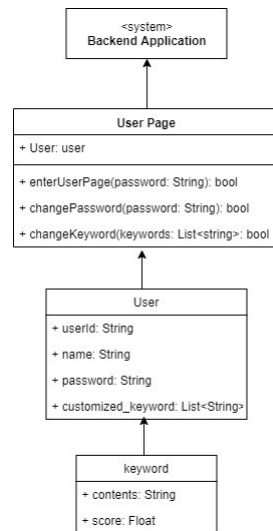 <system>
Backend Application
User Page
+ User: user
+ enterUserPage(password: String): bool
+ changePassword(password: String): bool
+ changeKeyword(keywords: List<string>: bool
User
+ userId: String
+ name: String
+ password: String
+ customized_keyword: List<String>
keyword
+ contents: String
+ score: Float